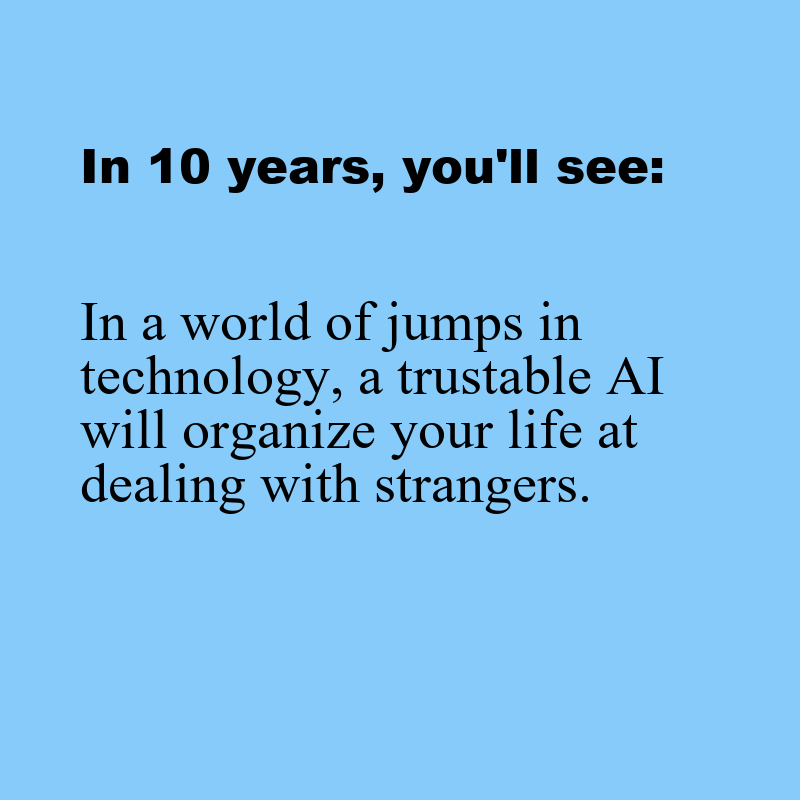 In 10 years, you'll see:
In a world of jumps in
technology, a trustable AI
will organize your life at
dealing with strangers.